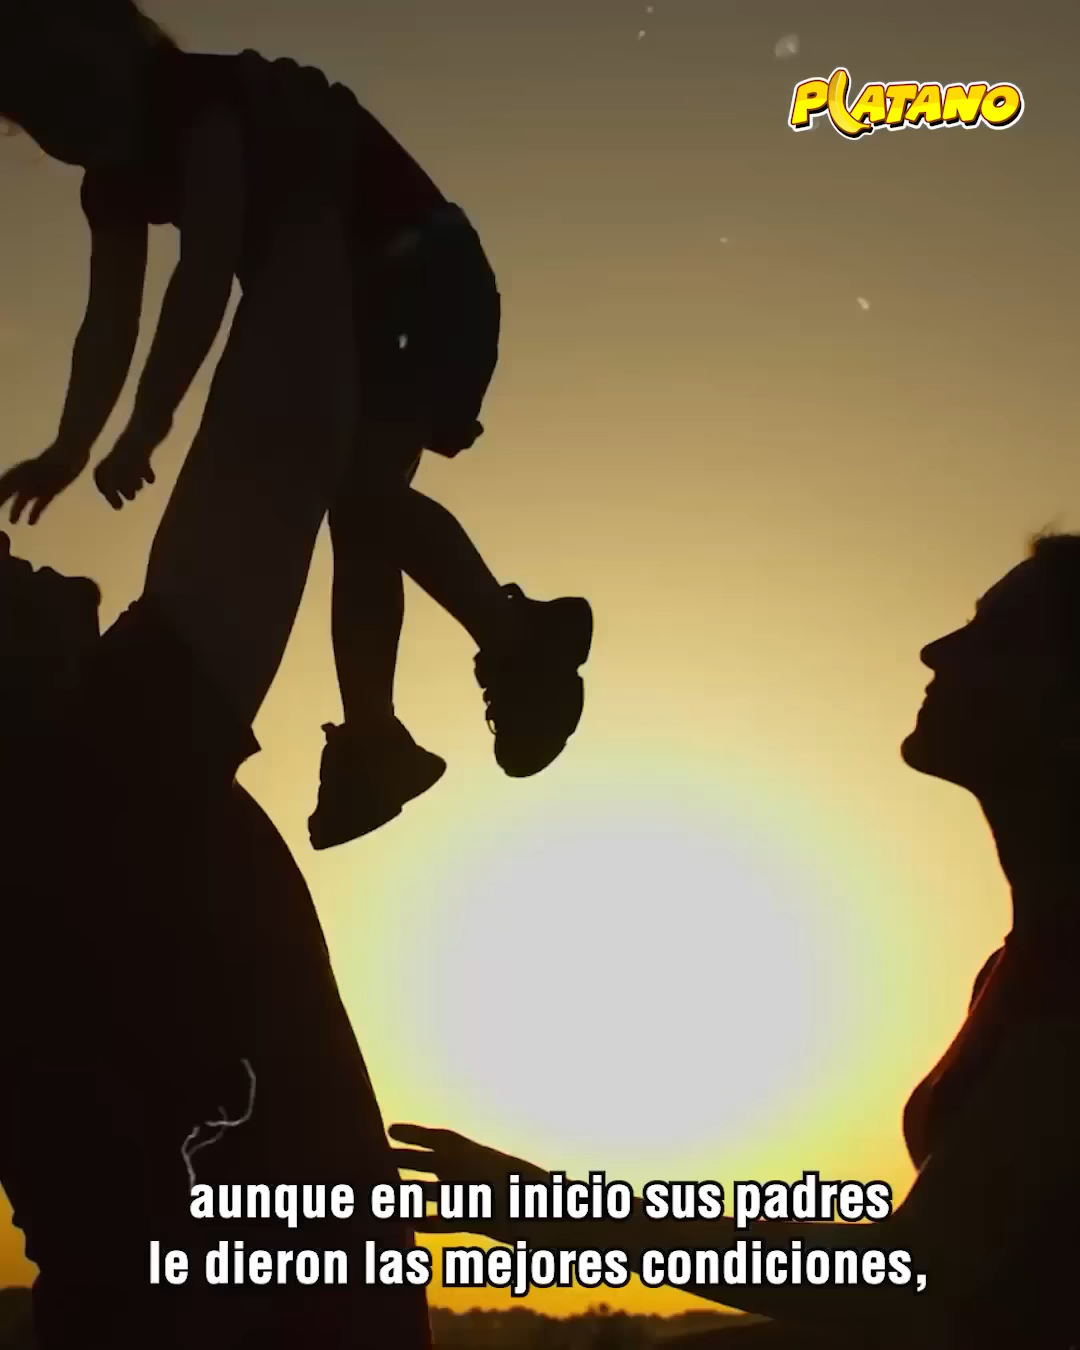 PLATANO
aunque en un inicio sus padres
le dieron las mejores condiciones,